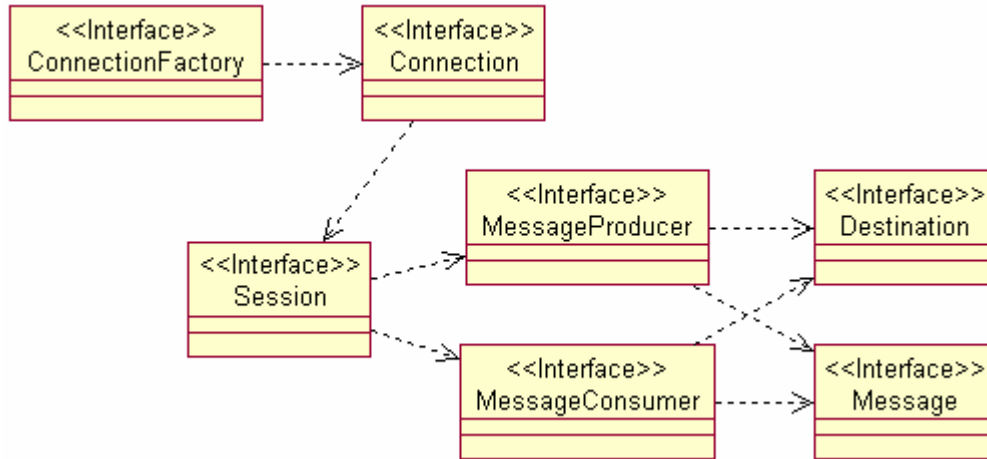 <<Interface>>
ConnectionFactory
<<Interface>>
Connection
<<Interface>>
MessageProducer
<<Interface>>
Destination
<<Interface>>
Session
<<Interface>>
MessageConsumer
<<Interface>>
Message